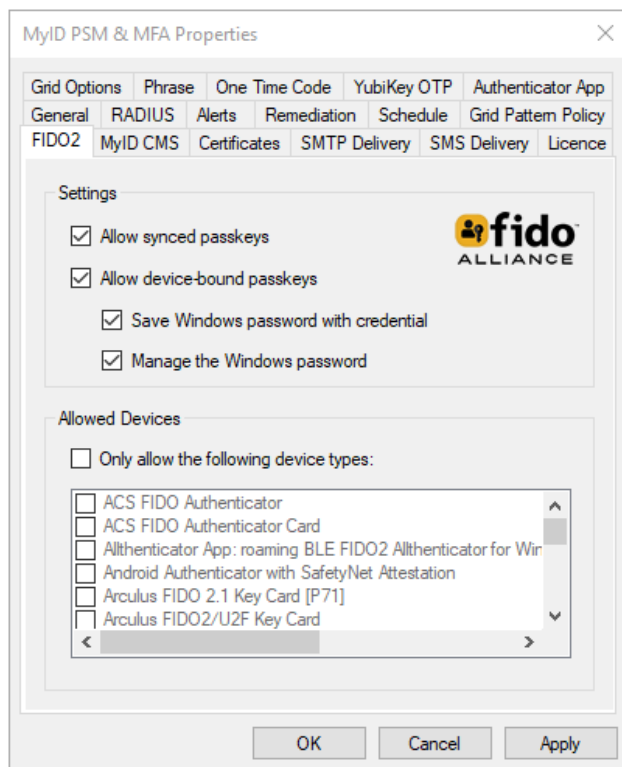 MyID PSM & MFA Properties
Grid Options Phrase One Time Code YubiKey OTP Authenticator App
General RADIUS Alerts Remediation Schedule Grid Pattern Policy
FIDO2 MyID CMS Certificates SMTP Delivery SMS Delivery Licence
Settings
Allow synced passkeys
fido
ALLIANCE
Allow device-bound passkeys
Save Windows password with credential
Manage the Windows password
Allowed Devices
Only allow the following device types:
ACS FIDO Authenticator
ACS FIDO Authenticator Card
Allthenticator App: roaming BLE FIDO2 Allthenticator for Win
Android Authenticator with SafetyNet Attestation
Arculus FIDO 2.1 Key Card [P71]
Arculus FIDO2/U2F Key Card
OK Cancel Apply